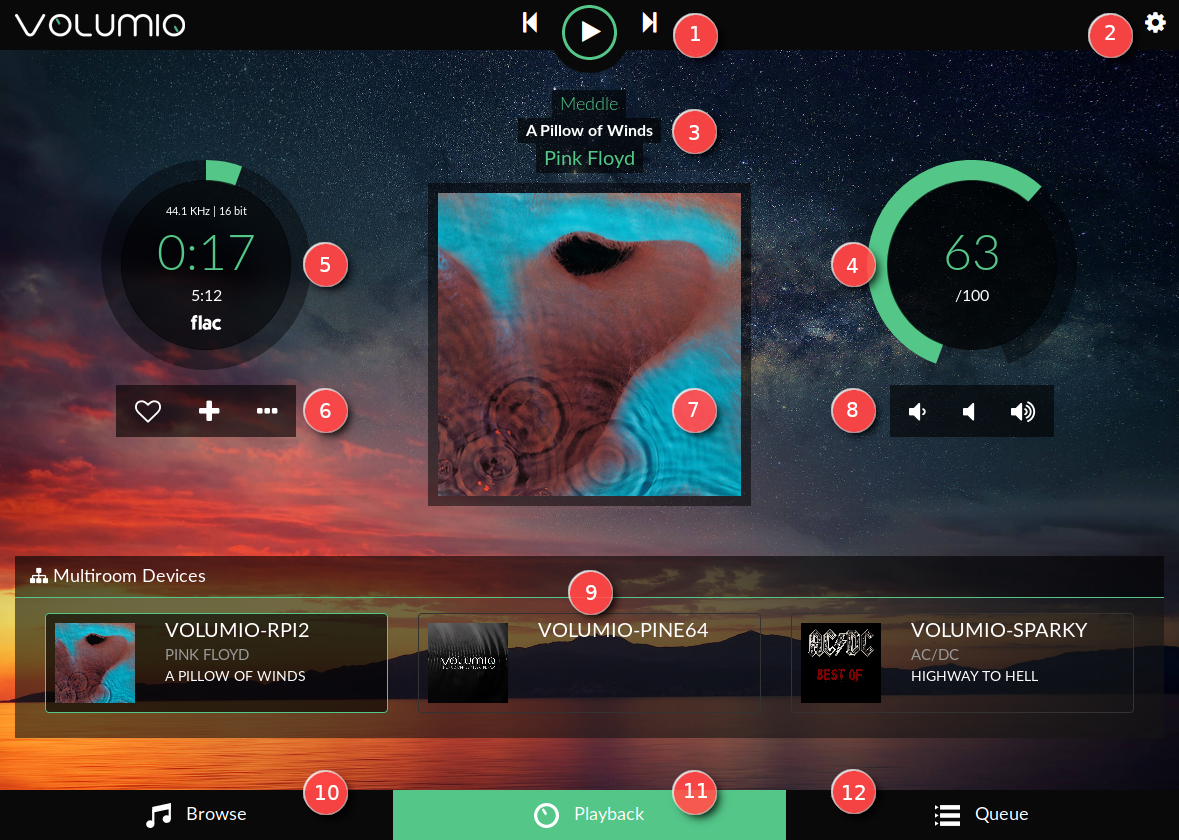 VOLUMIO
1
2
Meddle
A Pillow of Winds
3
Pink Floyd
44.1 KHz | 16 bit
0:17
5:12
flac
5
4
63
/100
6
7
8
Multiroom Devices
9
VOLUMIO-RPI2
PINK FLOYD
A PILLOW OF WINDS
VOLUMIO
VOLUMIO-PINE64
AC/DC
BEST OF
VOLUMIO-SPARKY
AC/DC
HIGHWAY TO HELL
10
11
12
Browse
Playback
Queue